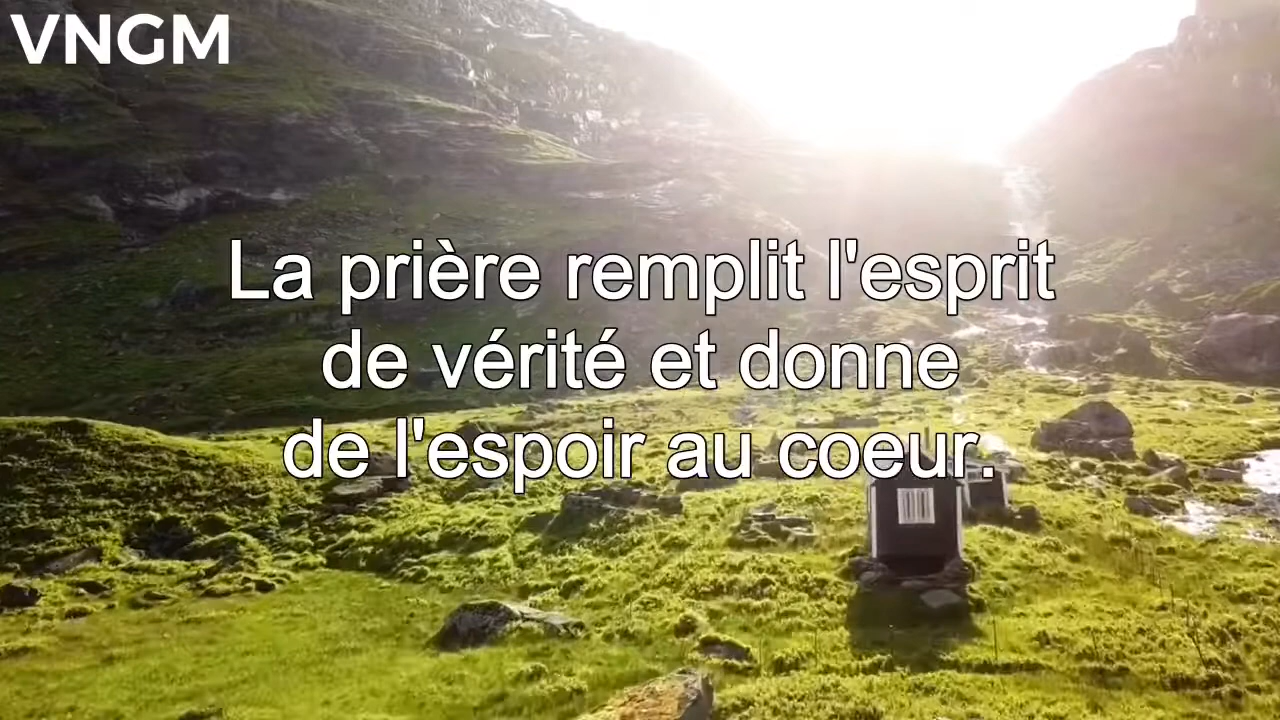 VNGM
La prière remplit l'esprit
de vérité et donne
de l'espoir au coeur.